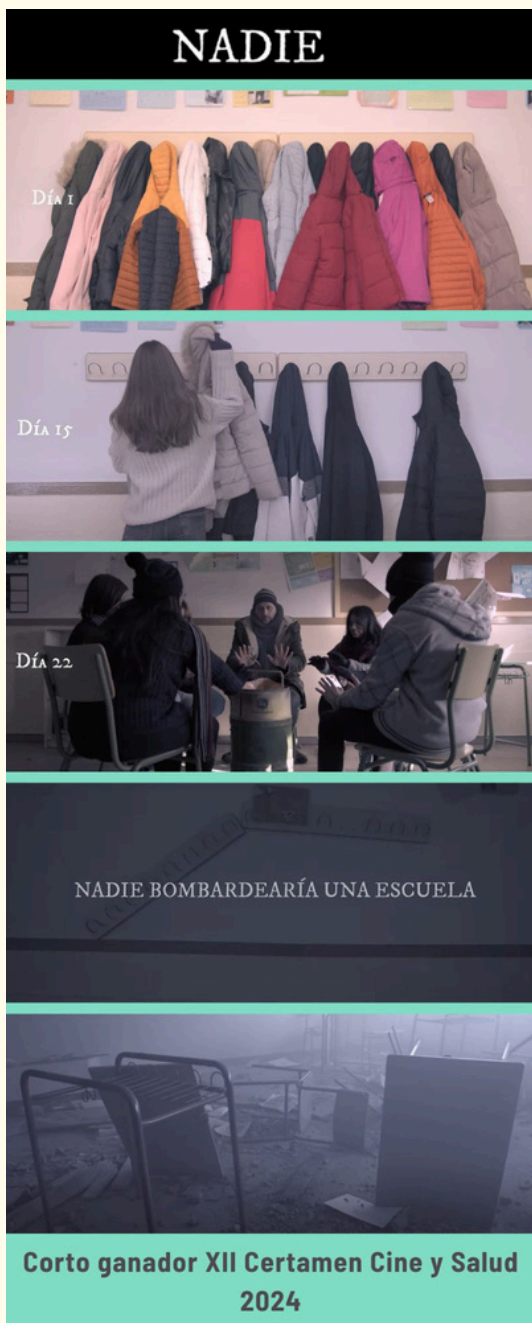 NADIE
Día 1
Día 15
Día 22
NADIE BOMBARDEARÍA UNA ESCUELA
Corto ganador XII Certamen Cine y Salud
2024